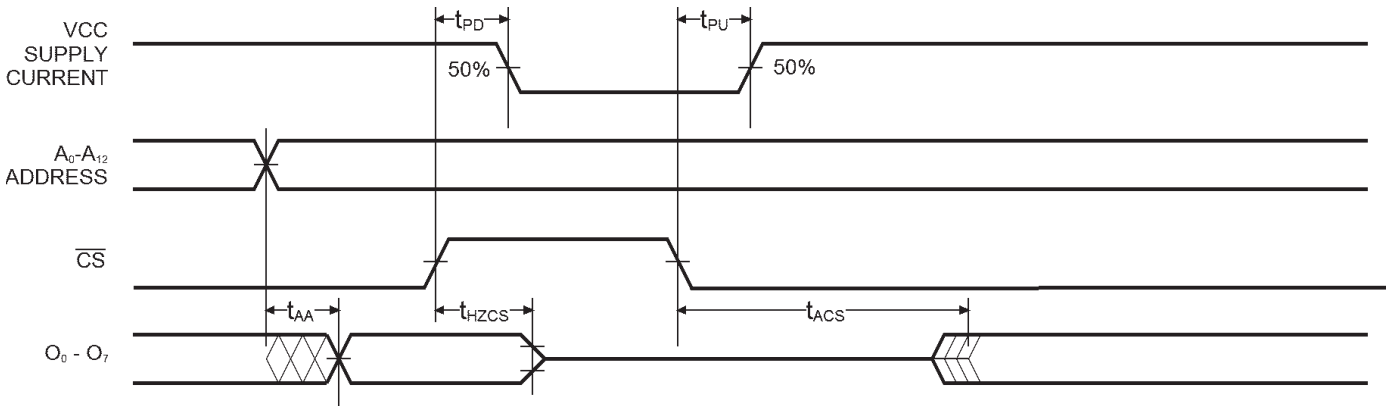 VCC
SUPPLY
CURRENT
tPD
50%
tPU
50%
A0-A12
ADDRESS
CS
tAA
tHZCS
tACS
O0 - O7